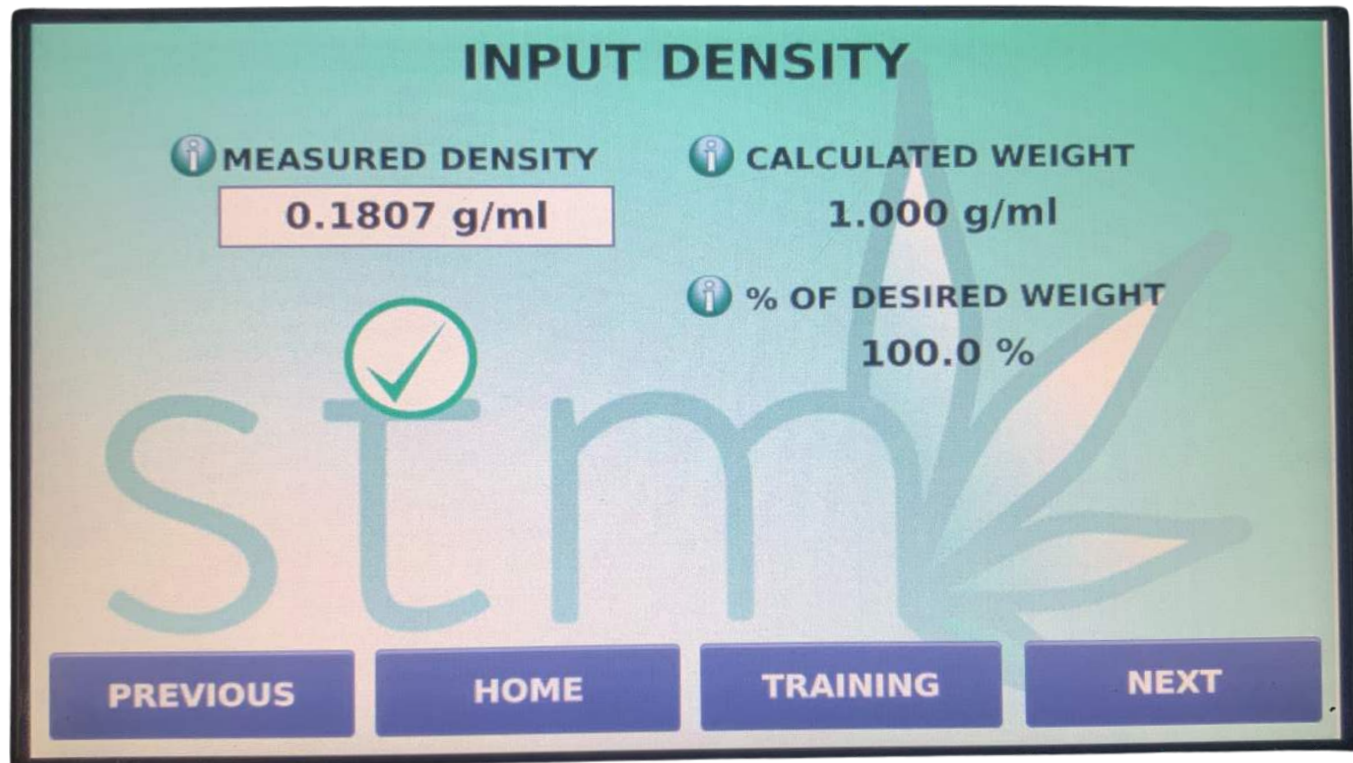 INPUT DENSITY
MEASURED DENSITY
0.1807 g/ml
CALCULATED WEIGHT
1.000 g/ml
% OF DESIRED WEIGHT
100.0 %
stm
PREVIOUS
HOME
TRAINING
NEXT